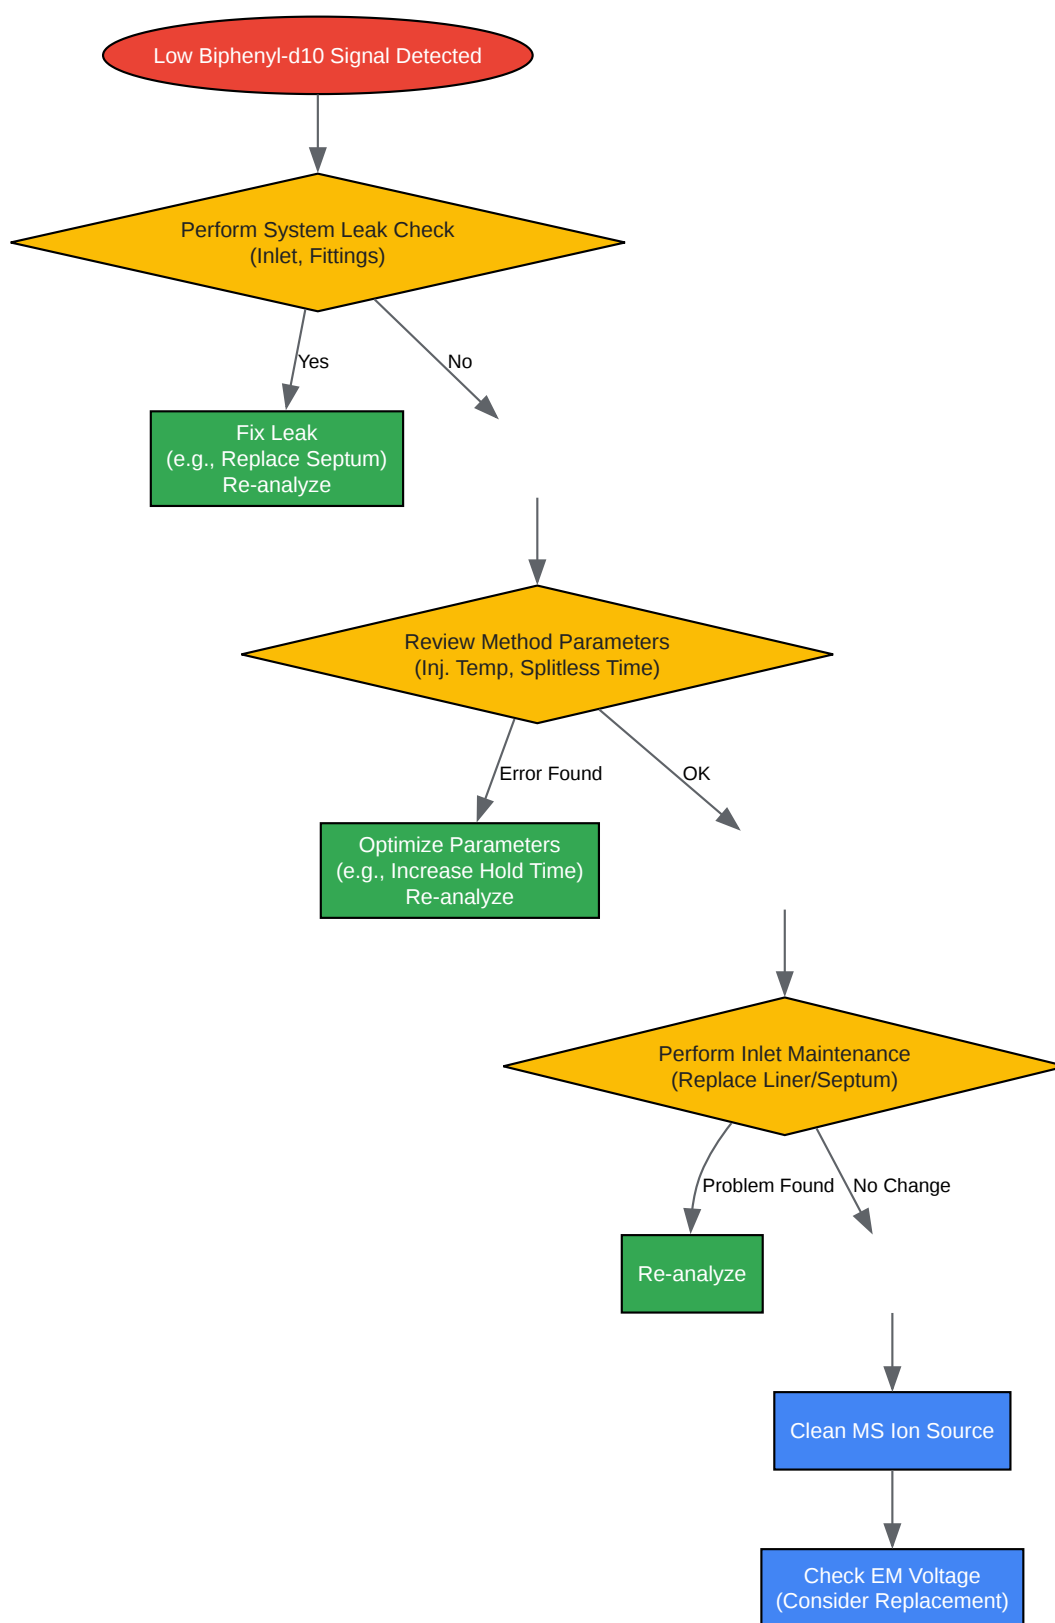 Low Biphenyl-d10 Signal Detected
Perform System Leak Check
(Inlet, Fittings)
Yes
No
Fix Leak
(e.g., Replace Septum)
Re-analyze
Review Method Parameters
(Inj. Temp, Splitless Time)
Error Found
OK
Optimize Parameters
(e.g., Increase Hold Time)
Re-analyze
Perform Inlet Maintenance
(Replace Liner/Septum)
Problem Found
No Change
Re-analyze
Clean MS Ion Source
Check EM Voltage
(Consider Replacement)